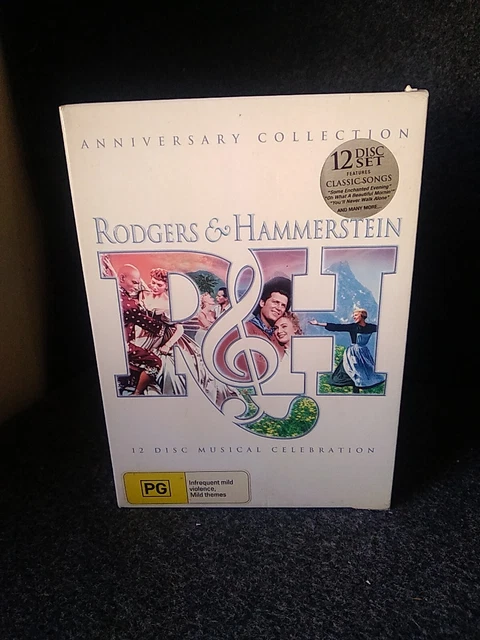 ANNIVERSARY COLLECTION
12 DISC
SET
FEATURES
CLASSIC SONGS
"Some Enchanted Evening"
"Oh What A Beautiful Mornin'"
"You'll Never Walk Alone"
AND MANY MORE...
RODGERS & HAMMERSTEIN
R&H
12 DISC MUSICAL CELEBRATION
PG
Infrequent mild
violence,
Mild themes